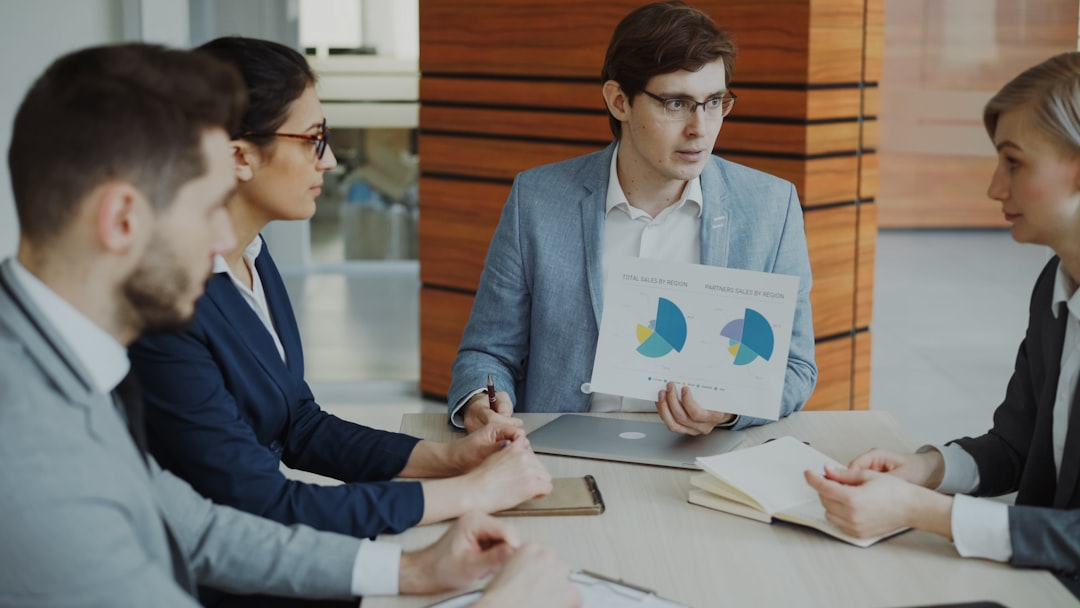 TOTAL SALES BY REGION
PARTNERS SALES BY REGION